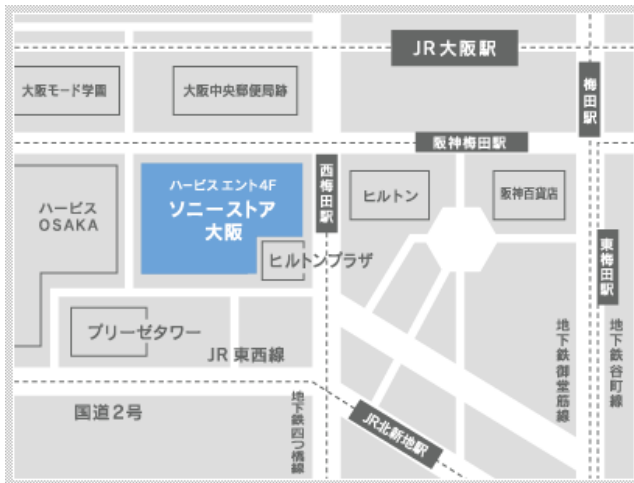 JR大阪駅
大阪モード学園
大阪中央郵便局跡
梅田駅
阪神梅田駅
ハービス エント4F
ソニーストア
大阪
西梅田駅
ヒルトン
阪神百貨店
ハービス
OSAKA
ヒルトンプラザ
東梅田駅
ブリーゼタワー
JR 東西線
地下鉄御堂筋線
地下鉄谷町線
国道2号
地下鉄四つ橋線
JR北新地駅